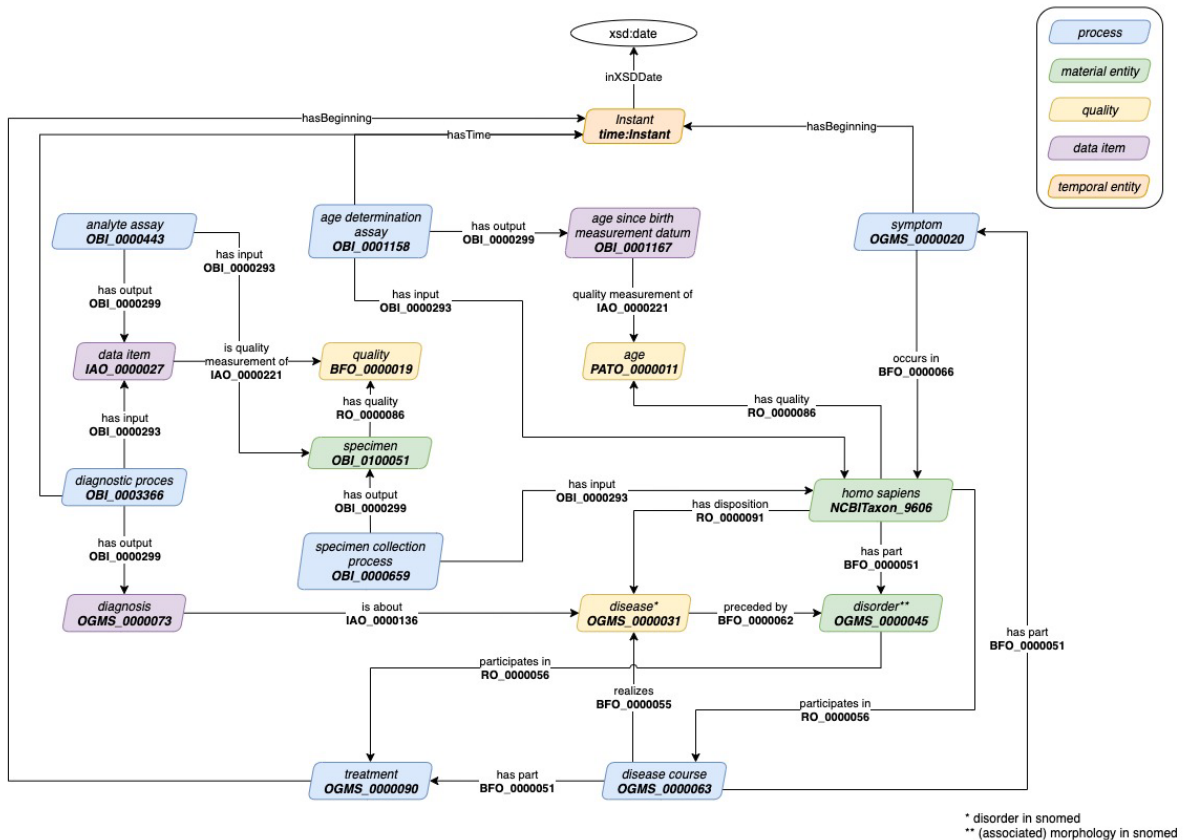 xsd:date
process
inXSDDate
material entity
hasBeginning
Instant
time:Instant
hasBeginning
quality
hasTime
data item
temporal entity
analyte assay
OBI_0000443
age determination
assay
OBI_0001158
has output
OBI_0000299
age since birth
measurement datum
OBI_0001167
symptom
OGMS_0000020
has input
OBI_0000293
has output
OBI_0000299
has input
OBI_0000293
quality measurement of
IAO_0000221
data item
IAO_0000027
is quality
measurement of
IAO_0000221
quality
BFO_0000019
age
PATO_0000011
occurs in
BFO_0000066
has quality
RO_0000086
has quality
RO_0000086
has input
OBI_0000293
specimen
OBI_0100051
diagnostic proces
OBI_0003366
has output
OBI_0000299
has input
OBI_0000293
homo sapiens
NCBITaxon_9606
has disposition
RO_0000091
has output
OBI_0000299
specimen collection
process
OBI_0000659
has part
BFO_0000051
diagnosis
OGMS_0000073
is about
IAO_0000136
disease*
OGMS_0000031
preceded by
BFO_0000062
disorder**
OGMS_0000045
has part
BFO_0000051
participates in
RO_0000056
realizes
BFO_0000055
participates in
RO_0000056
treatment
OGMS_0000090
has part
BFO_0000051
disease course
OGMS_0000063
* disorder in snomed
** (associated) morphology in snomed